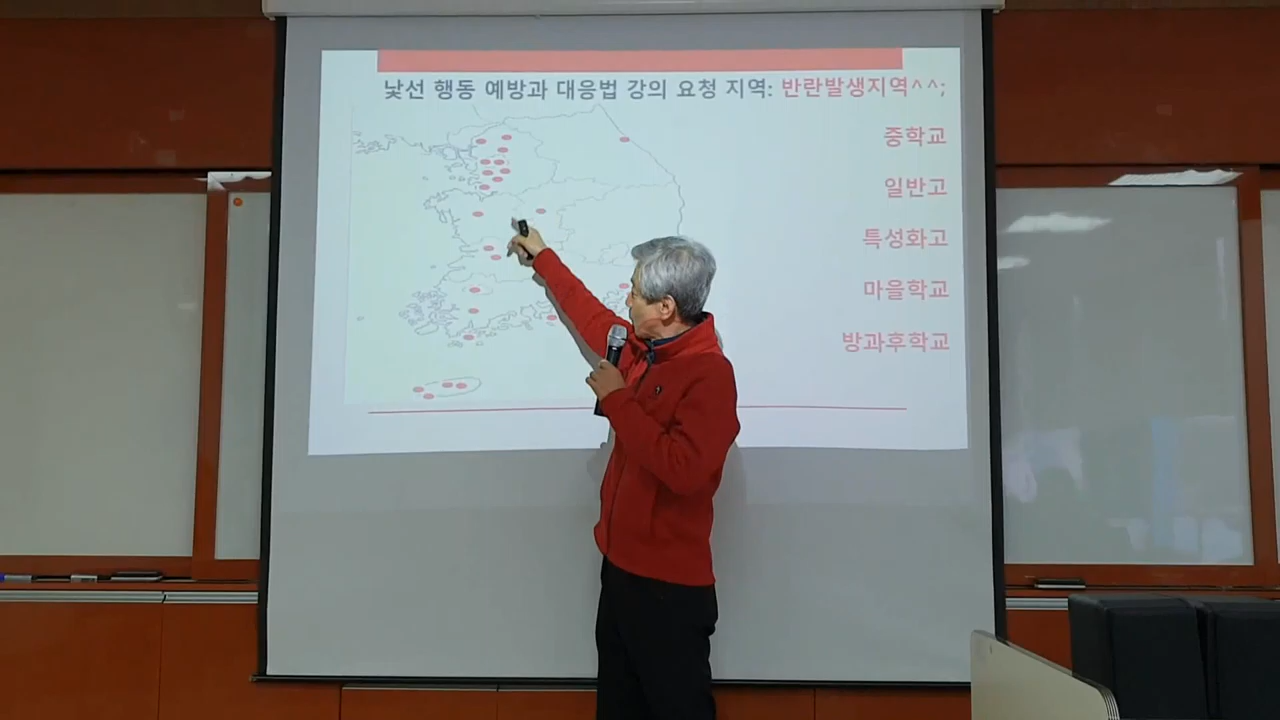 낯선 행동 예방과 대응법 강의 요청 지역: 반란발생지역^^;
중학교
일반고
특성화고
마을학교
방과후학교